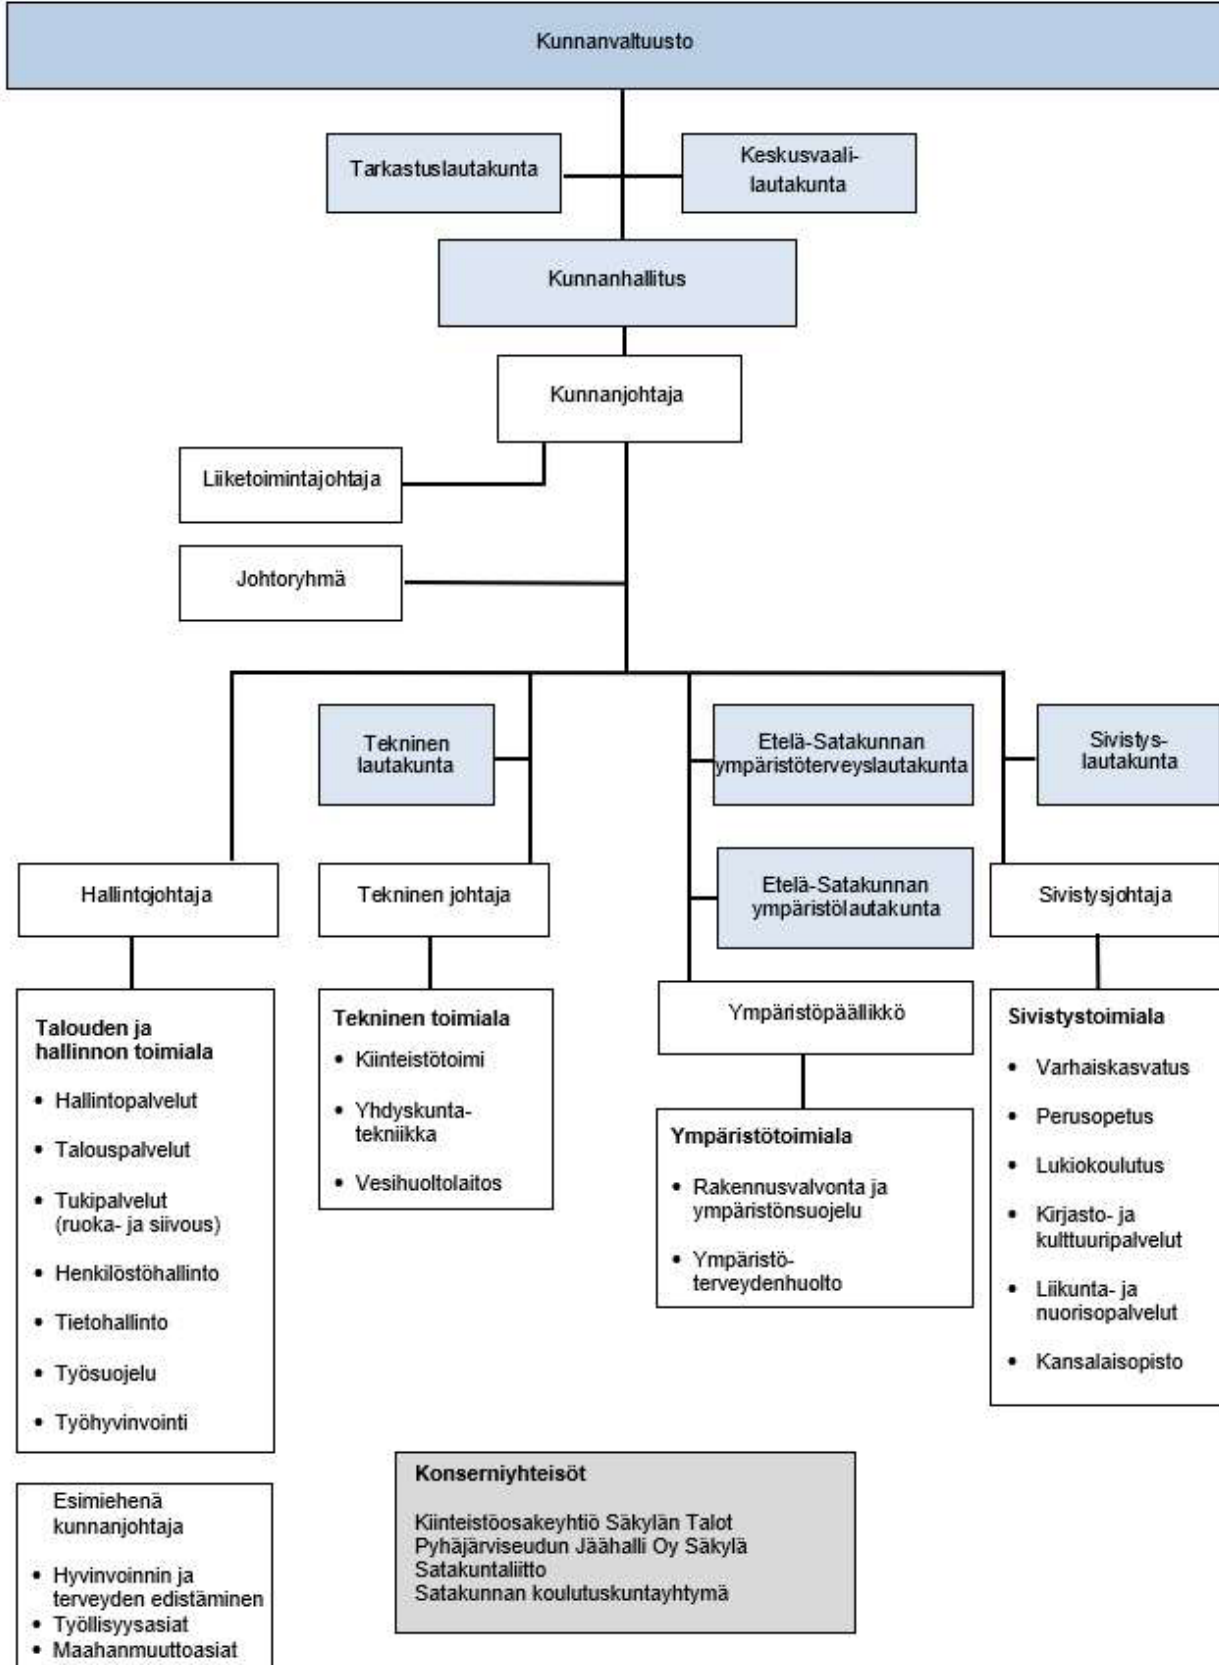 Kunnanvaltuusto
Tarkastuslautakunta
Keskusvaali-
lautakunta
Kunnanhallitus
Kunnanjohtaja
Liiketoimintajohtaja
Johtoryhmä
Tekninen
lautakunta
Etelä-Satakunnan
ympäristöterveyslautakunta
Sivistys-
lautakunta
Etelä-Satakunnan
ympäristölautakunta
Hallintojohtaja
Tekninen johtaja
Sivistysjohtaja
Ympäristöpäällikkö
Talouden ja
hallinnon toimiala
• Hallintopalvelut
• Talouspalvelut
• Tukipalvelut
(ruoka- ja siivous)
• Henkilöstöhallinto
• Tietohallinto
• Työsuojelu
• Työhyvinvointi
Tekninen toimiala
• Kiinteistötoimi
• Yhdyskunta-
tekniikka
• Vesihuoltolaitos
Ympäristötoimiala
• Rakennusvalvonta ja
ympäristönsuojelu
• Ympäristö-
terveydenhuolto
Sivistystoimiala
• Varhaiskasvatus
• Perusopetus
• Lukiokoulutus
• Kirjasto- ja
kulttuuripalvelut
• Liikunta- ja
nuorisopalvelut
• Kansalaisopisto
Esimiehenä
kunnanjohtaja
• Hyvinvoinnin ja
terveyden edistäminen
• Työllisyysasiat
• Maahanmuuttoasiat
Konserniyhteisöt
Kiinteistöosakeyhtiö Säkylän Talot
Pyhäjärviseudun Jäähalli Oy Säkylä
Satakuntaliitto
Satakunnan koulutuskuntayhtymä